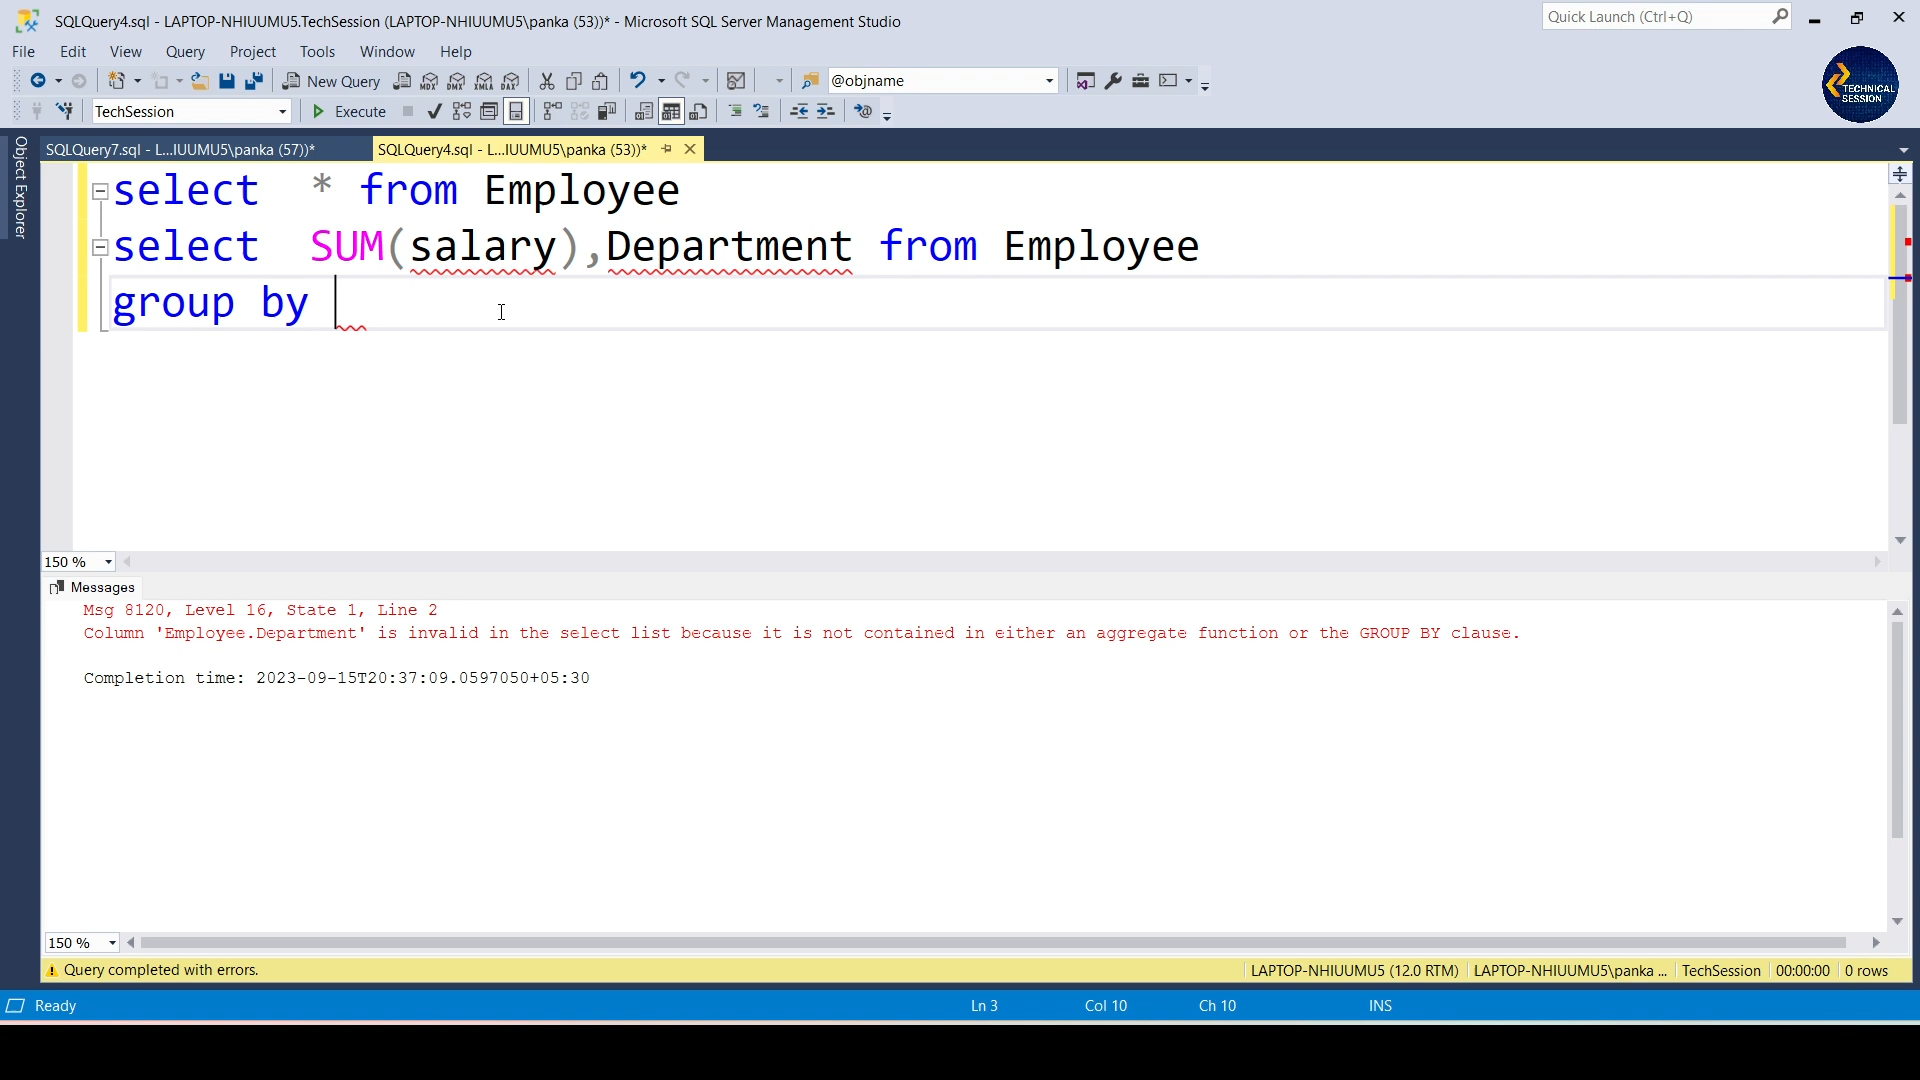 SQLQuery4.sql - LAPTOP-NHIUUMU5.TechSession (LAPTOP-NHIUUMU5\panka (53))* - Microsoft SQL Server Management Studio
Quick Launch (Ctrl+Q)
File Edit View Query Project Tools Window Help
New Query
MDX DMX XMLA DAX
@objname
TECHNICAL
SESSION
TechSession
Execute
Object Explorer
SQLQuery7.sql - L...IUUMU5\panka (57))*
SQLQuery4.sql - L...IUUMU5\panka (53))*
select  * from Employee
select  SUM(salary),Department from Employee
group by
150 %
Messages
Msg 8120, Level 16, State 1, Line 2
Column 'Employee.Department' is invalid in the select list because it is not contained in either an aggregate function or the GROUP BY clause.
Completion time: 2023-09-15T20:37:09.0597050+05:30
150 %
Query completed with errors.
LAPTOP-NHIUUMU5 (12.0 RTM)
LAPTOP-NHIUUMU5\panka ...
TechSession
00:00:00
0 rows
Ready
Ln 3
Col 10
Ch 10
INS